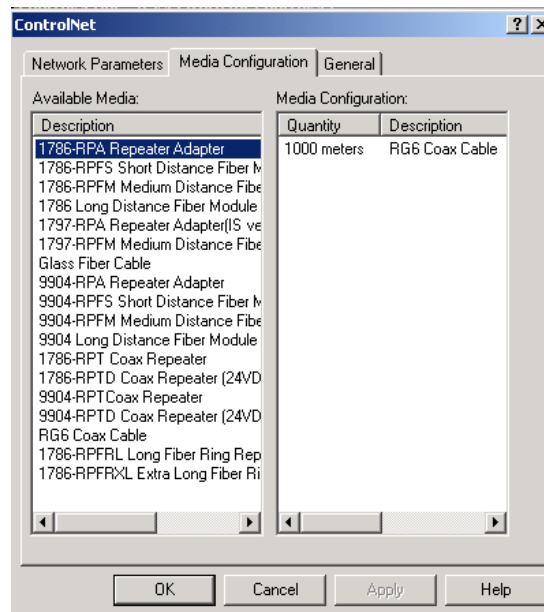 ControlNet
Network Parameters Media Configuration General
Available Media: Media Configuration:
Description Quantity Description
1786-RPA Repeater Adapter 1000 meters RG6 Coax Cable
1786-RPFS Short Distance Fiber M
1786-RPFM Medium Distance Fibe
1786 Long Distance Fiber Module
1797-RPA Repeater Adapter(IS ve
1797-RPFM Medium Distance Fibe
Glass Fiber Cable
9904-RPA Repeater Adapter
9904-RPFS Short Distance Fiber M
9904-RPFM Medium Distance Fibe
9904 Long Distance Fiber Module
1786-RPT Coax Repeater
1786-RPTD Coax Repeater (24VD
9904-RPTCoax Repeater
9904-RPTD Coax Repeater (24VD
RG6 Coax Cable
1786-RPFRL Long Fiber Ring Rep
1786-RPFRXL Extra Long Fiber Ri
OK Cancel Apply Help